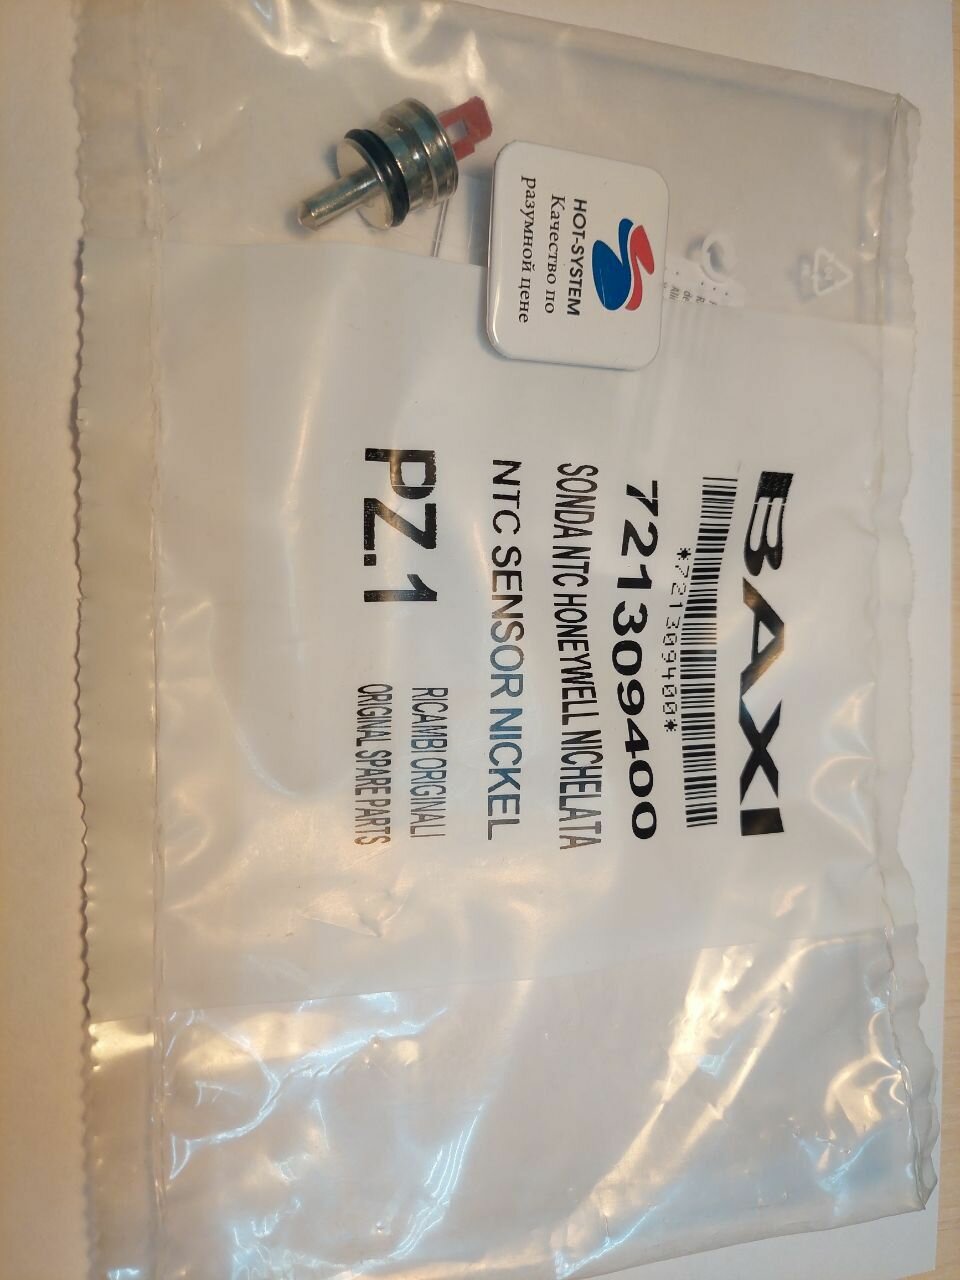 HOT-SYSTEM
Качество по
разумной цене
BAXI
*721309400*
721309400
SONDA NTC HONEYWELL NICHELATA
NTC SENSOR NICKEL
PZ.1
RICAMBI ORIGINALI
ORIGINAL SPARE PARTS